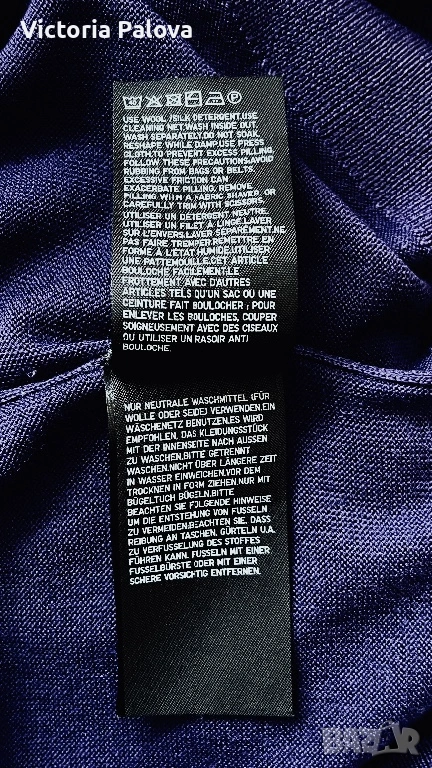 Victoria Palova
USE WOOL /SILK DETERGENT.USE
CLEANING NET.WASH INSIDE OUT.
WASH SEPARATELY.DO NOT SOAK.
RESHAPE WHILE DAMP.USE PRESS
CLOTH.TO PREVENT EXCESS PILLING,
FOLLOW THESE PRECAUTIONS.AVOID
RUBBING FROM BAGS OR BELTS.
EXCESSIVE FRICTION CAN
EXACERBATE PILLING. REMOVE
PILLING WITH A FABRIC SHAVER, OR
CAREFULLY TRIM WITH SCISSORS.
UTILISER UN DÉTERGENT NEUTRE.
UTILISER UN FILET À LINGE.LAVER
SUR L'ENVERS.LAVER SÉPARÉMENT.NE
PAS FAIRE TREMPER.REMETTRE EN
FORME À L'ÉTAT HUMIDE.UTILISER
UNE PATTEMOUILLE.CET ARTICLE
BOULOCHE FACILEMENT.LE
FROTTEMENT AVEC D'AUTRES
ARTICLES TELS QU'UN SAC OU UNE
CEINTURE FAIT BOULOCHER ; POUR
ENLEVER LES BOULOCHES, COUPER
SOIGNEUSEMENT AVEC DES CISEAUX
OU UTILISER UN RASOIR ANTI
BOULOCHE.
NUR NEUTRALE WASCHMITTEL (FÜR
WOLLE ODER SEIDE) VERWENDEN.EIN
WÄSCHENETZ BENUTZEN.ES WIRD
EMPFOHLEN, DAS KLEIDUNGSSTÜCK
MIT DER INNENSEITE NACH AUSSEN
ZU WASCHEN.BITTE GETRENNT
WASCHEN.NICHT ÜBER LÄNGERE ZEIT
IN WASSER EINWEICHEN.VOR DEM
TROCKNEN IN FORM ZIEHEN.NUR MIT
BÜGELTUCH BÜGELN.BITTE
BEACHTEN SIE FOLGENDE HINWEISE
UM DIE ENTSTEHUNG VON FUSSELN
ZU VERMEIDEN.BEACHTEN SIE, DASS
REIBUNG AN TASCHEN, GÜRTELN U.A.
ZU VERFUSSELUNG DES STOFFES
FÜHREN KANN. FUSSELN MIT EINER
FUSSELBÜRSTE ODER MIT EINER
SCHERE VORSICHTIG ENTFERNEN.
BAZAR